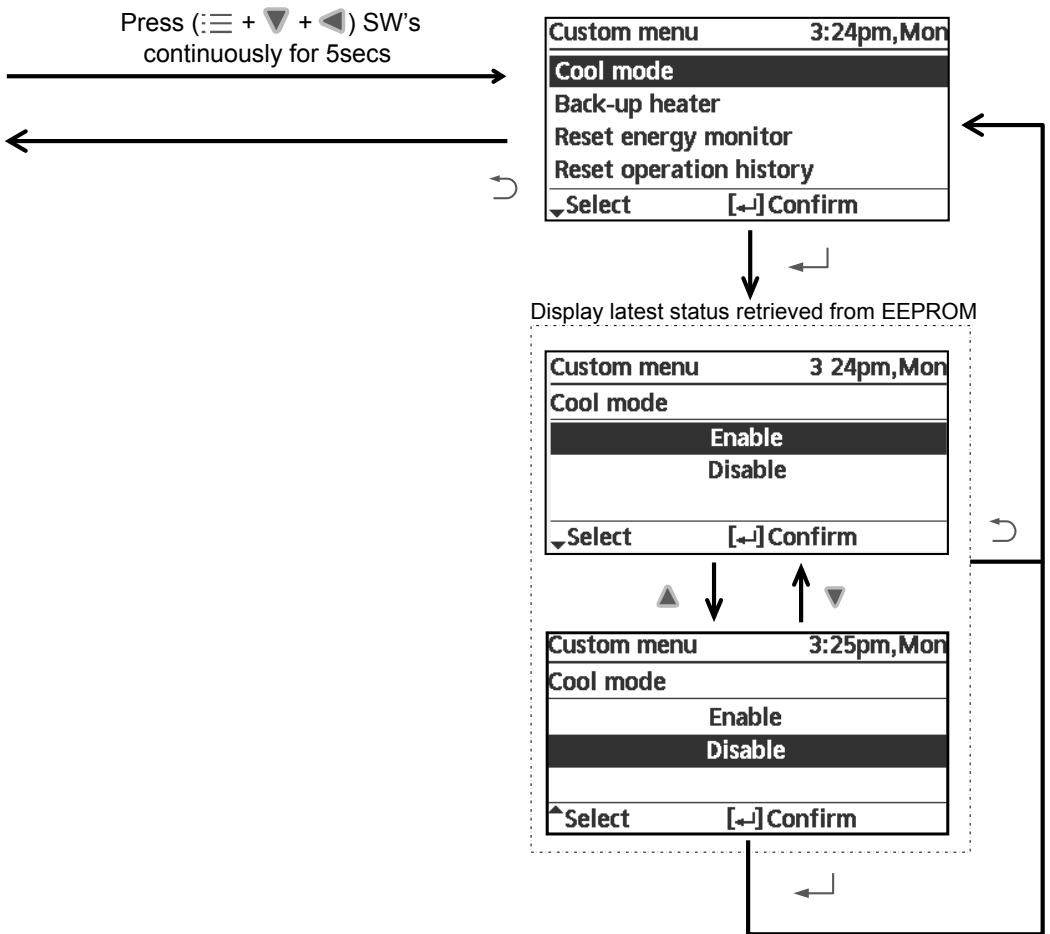 Press (≔ + ▼ + ◀) SW's
continuously for 5secs
Custom menu 3:24pm,Mon
Cool mode
Back-up heater
Reset energy monitor
Reset operation history
▾Select [↵]Confirm
Display latest status retrieved from EEPROM
Custom menu 3 24pm,Mon
Cool mode
Enable
Disable
▾Select [↵]Confirm
Custom menu 3:25pm,Mon
Cool mode
Enable
Disable
▴Select [↵]Confirm